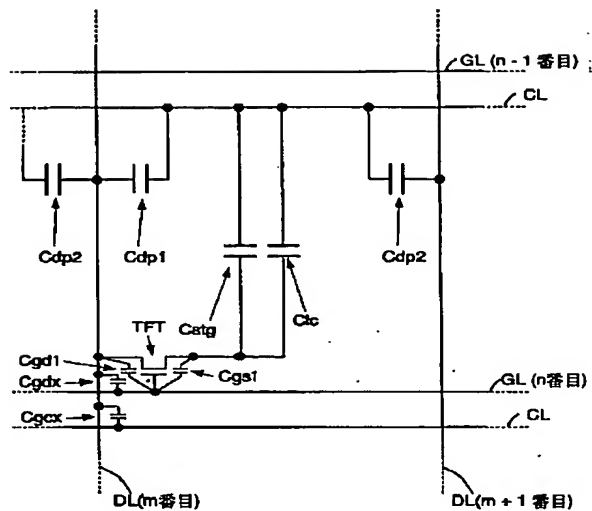 GL (n - 1 番目)
CL
Cdp2
Cdp1
Cdp2
Cstg
Clc
TFT
Cgd1
Cgdx
Cgs1
GL (n番目)
Cgcx
CL
DL(m番目)
DL(m + 1 番目)